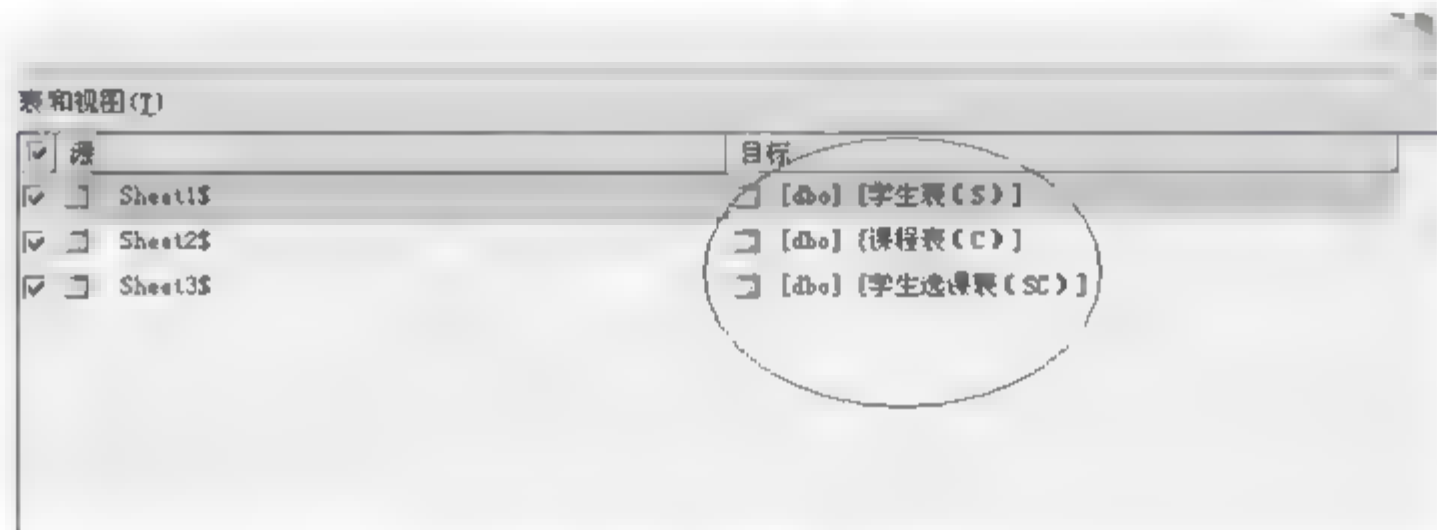 表和视图(T)
源 目标
Sheet1$ [dbo] [学生表(S)]
Sheet2$ [dbo] [课程表(C)]
Sheet3$ [dbo] [学生选课表(SC)]